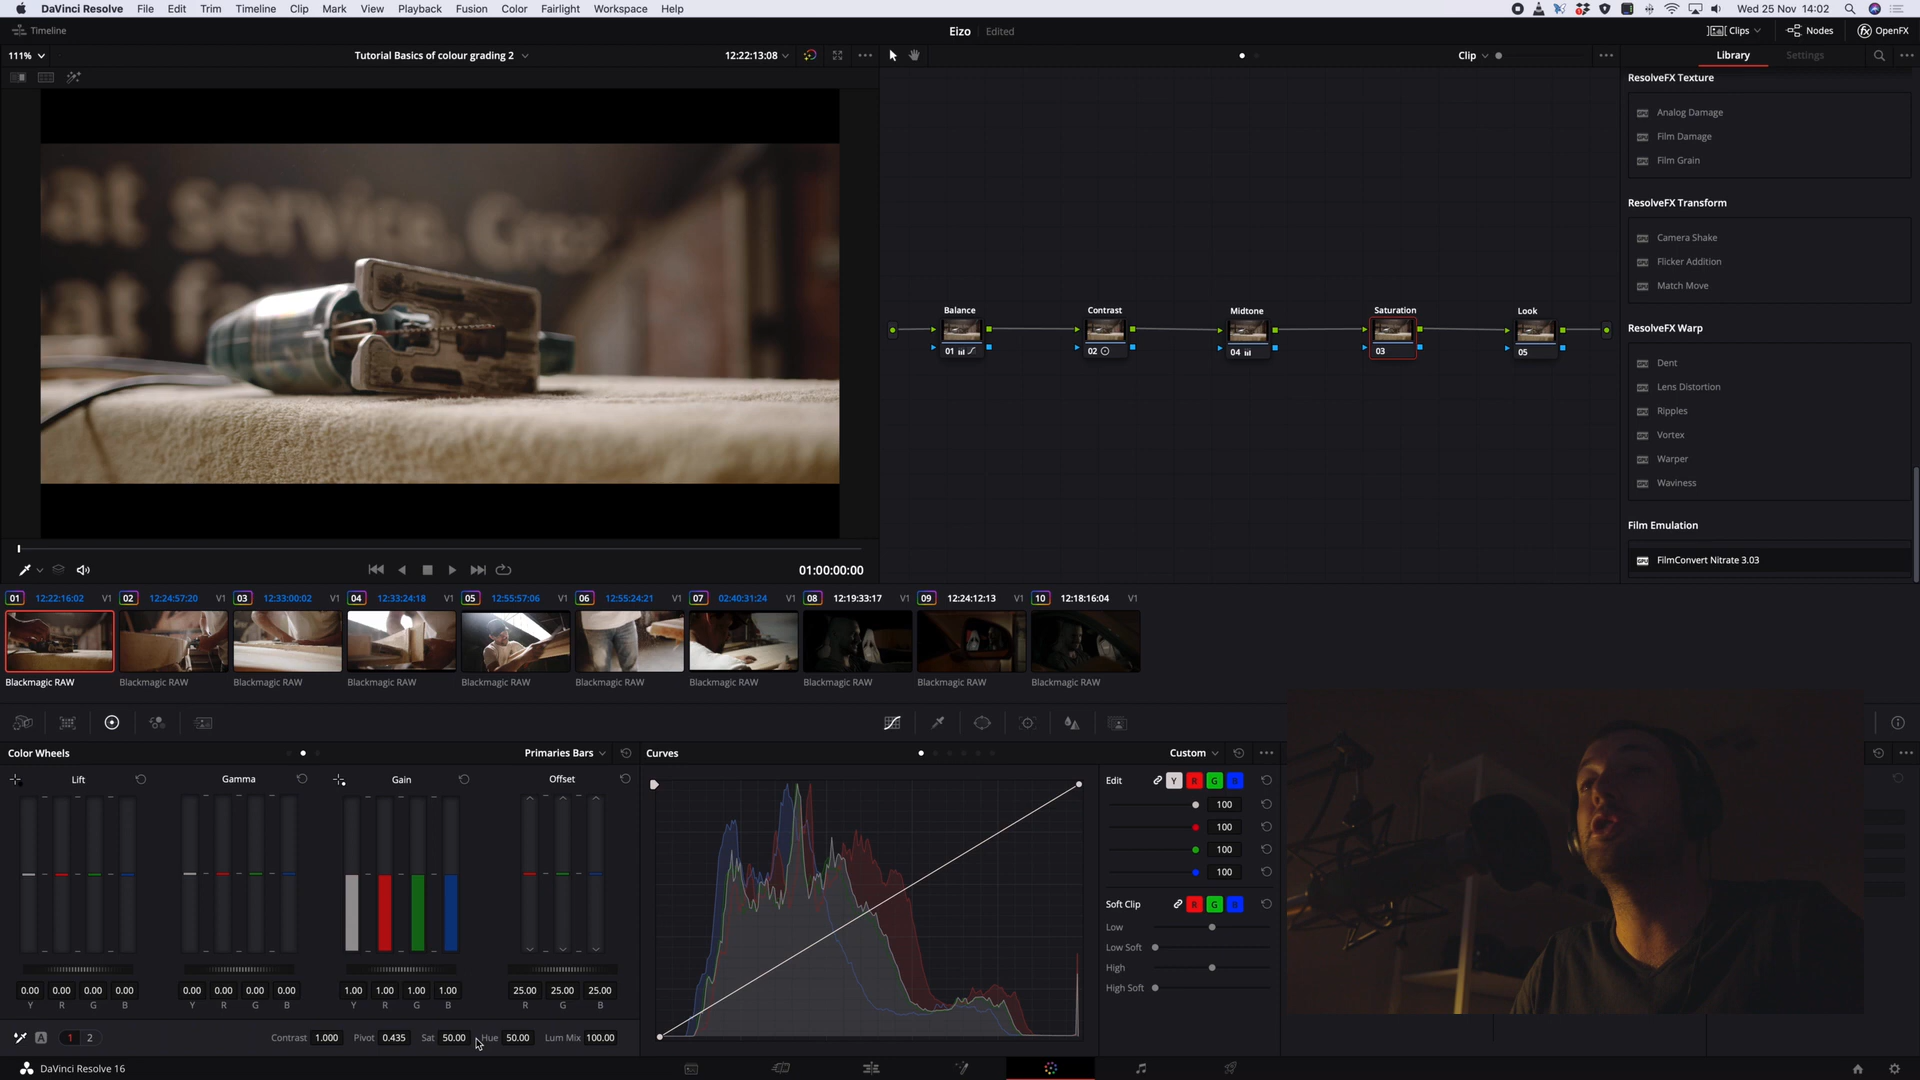 DaVinci Resolve File Edit Trim Timeline Clip Mark View Playback Fusion Color Fairlight Workspace Help Wed 25 Nov 14:02
Timeline Eizo Edited Clips Nodes OpenFX
111% Tutorial Basics of colour grading 2 12:22:13:08 Clip Library Settings
ResolveFX Texture
Analog Damage
Film Damage
Film Grain
ResolveFX Transform
Camera Shake
Flicker Addition
Match Move
ResolveFX Warp
Dent
Lens Distortion
Ripples
Vortex
Warper
Waviness
Film Emulation
FilmConvert Nitrate 3.03
at service. Grea
at fa
Balance Contrast Midtone Saturation Look
01 02 04 03 05
01:00:00:00
01 12:22:16:02 V1 02 12:24:57:20 V1 03 12:33:00:02 V1 04 12:33:24:18 V1 05 12:55:57:06 V1 06 12:55:24:21 V1 07 02:40:31:24 V1 08 12:19:33:17 V1 09 12:24:12:13 V1 10 12:18:16:04 V1
Blackmagic RAW Blackmagic RAW Blackmagic RAW Blackmagic RAW Blackmagic RAW Blackmagic RAW Blackmagic RAW Blackmagic RAW Blackmagic RAW Blackmagic RAW
Color Wheels Primaries Bars Curves Custom
Lift Gamma Gain Offset Edit Y R G B
100
100
100
100
Soft Clip R G B
Low
Low Soft
High
High Soft
0.00 0.00 0.00 0.00 0.00 0.00 0.00 0.00 1.00 1.00 1.00 1.00 25.00 25.00 25.00
Y R G B Y R G B Y R G B R G B
A 1 2 Contrast 1.000 Pivot 0.435 Sat 50.00 Hue 50.00 Lum Mix 100.00
DaVinci Resolve 16